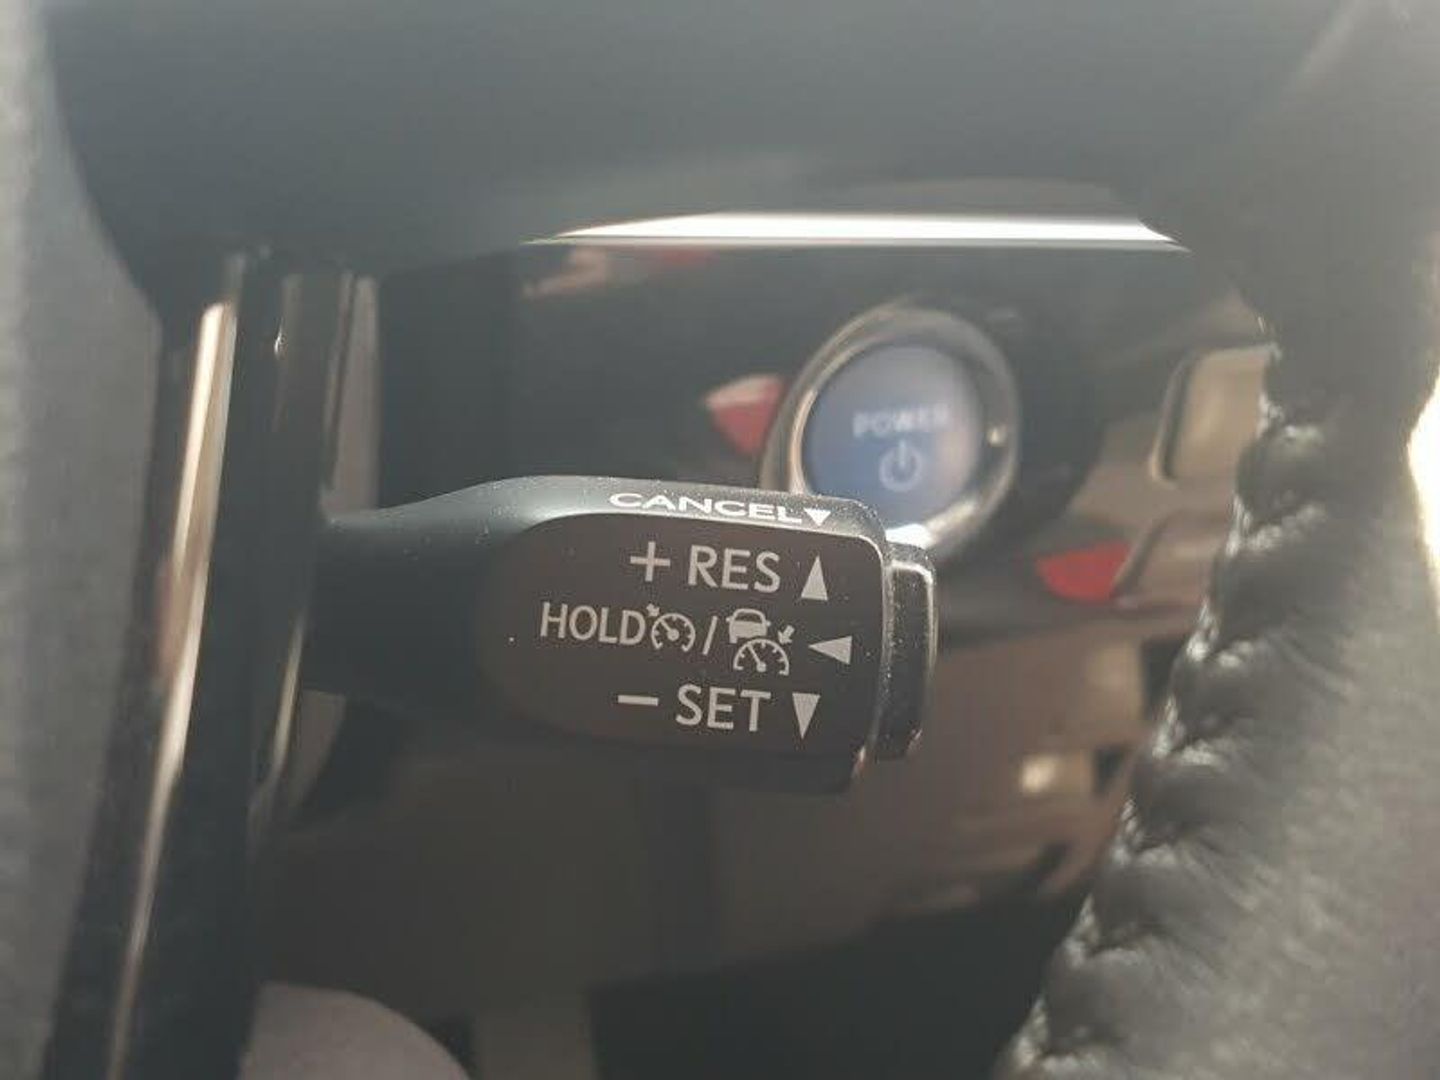 POWER
CANCEL
+ RES
HOLD /
- SET